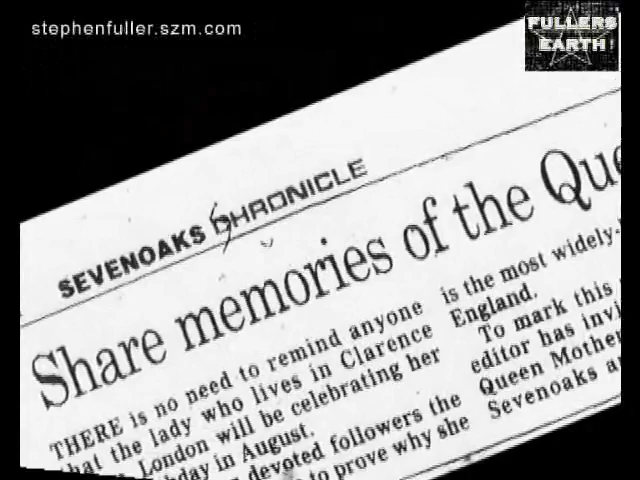 stephenfuller.szm.com
FULLERS
EARTH
SEVENOAKS CHRONICLE
Share memories of the Que
THERE is no need to remind anyone
that the lady who lives in Clarence
London will be celebrating her
hday in August.
devoted followers the
to prove why she
is the most widely-
England.
To mark this
editor has invi
Queen Mother
Sevenoaks a